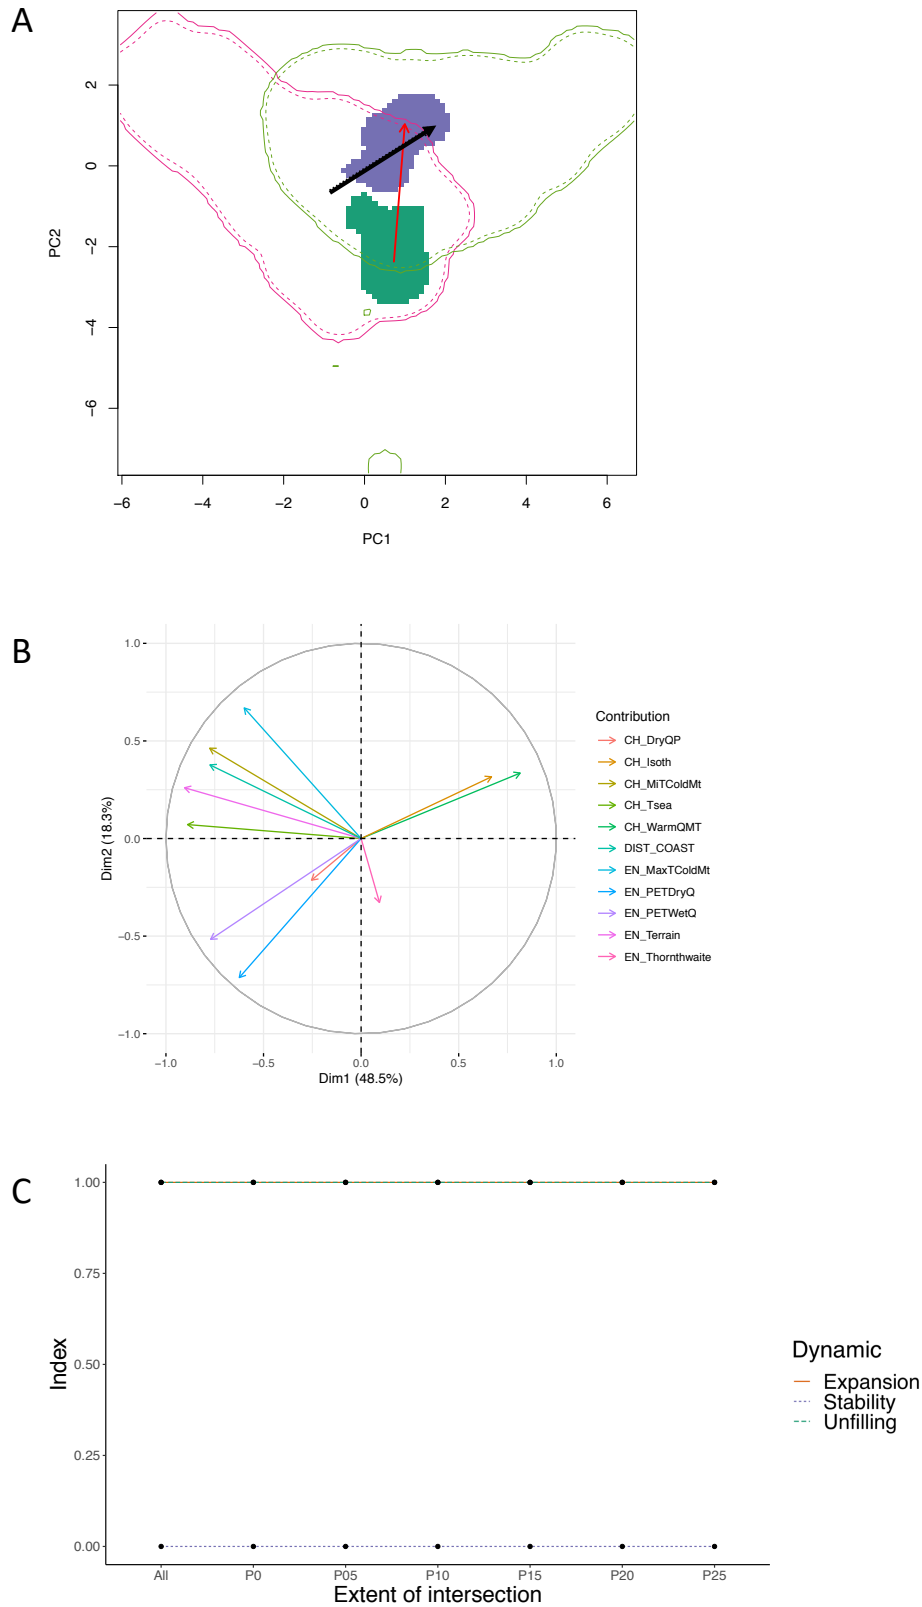 A
2
0
−2
−4
−6
PC2
−6 −4 −2 0 2 4 6
PC1
B
1.0
0.5
0.0
−0.5
−1.0
Dim2 (18.3%)
−1.0 −0.5 0.0 0.5 1.0
Dim1 (48.5%)
Contribution
CH_DryQP
CH_Isoth
CH_MiTColdMt
CH_Tsea
CH_WarmQMT
DIST_COAST
EN_MaxTColdMt
EN_PETDryQ
EN_PETWetQ
EN_Terrain
EN_Thornthwaite
C
1.00
0.75
0.50
0.25
0.00
Index
All P0 P05 P10 P15 P20 P25
Extent of intersection
Dynamic
Expansion
Stability
Unfilling